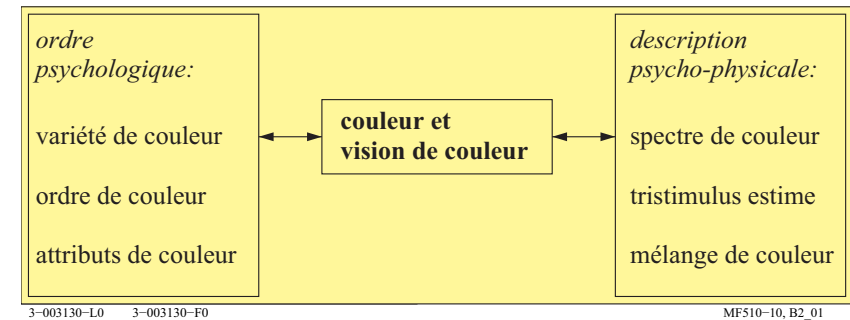 ordre
psychologique:
variété de couleur
ordre de couleur
attributs de couleur
couleur et
vision de couleur
description
psycho-physicale:
spectre de couleur
tristimulus estime
mélange de couleur
3−003130−L0 3−003130−F0
MF510−10, B2_01